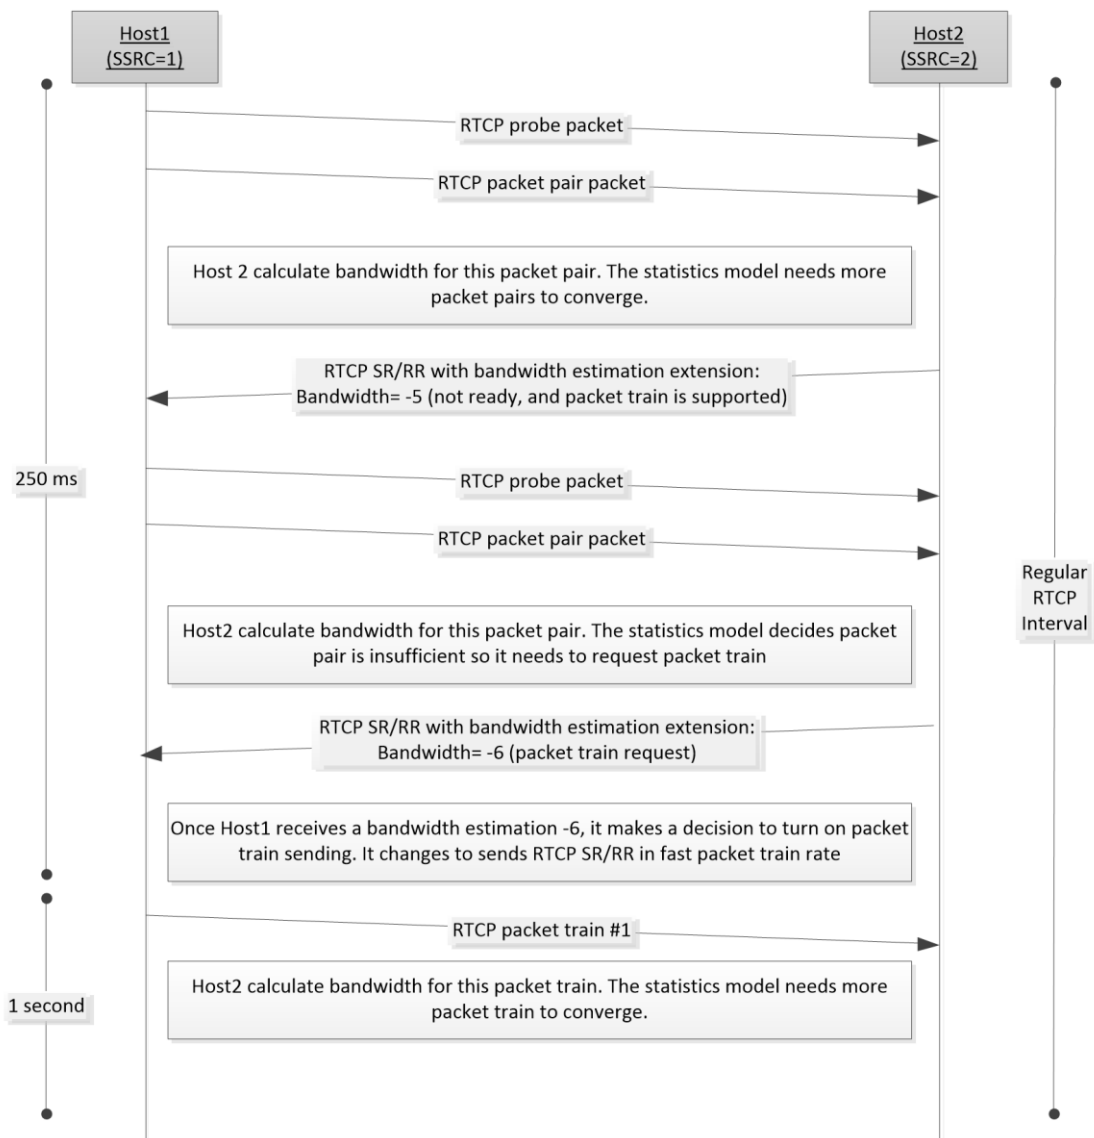 Host1
(SSRC=1)
Host2
(SSRC=2)
RTCP probe packet
RTCP packet pair packet
Host 2 calculate bandwidth for this packet pair. The statistics model needs more
packet pairs to converge.
RTCP SR/RR with bandwidth estimation extension:
Bandwidth= -5 (not ready, and packet train is supported)
250 ms
RTCP probe packet
RTCP packet pair packet
Regular
RTCP
Interval
Host2 calculate bandwidth for this packet pair. The statistics model decides packet
pair is insufficient so it needs to request packet train
RTCP SR/RR with bandwidth estimation extension:
Bandwidth= -6 (packet train request)
Once Host1 receives a bandwidth estimation -6, it makes a decision to turn on packet
train sending. It changes to sends RTCP SR/RR in fast packet train rate
RTCP packet train #1
Host2 calculate bandwidth for this packet train. The statistics model needs more
packet train to converge.
1 second